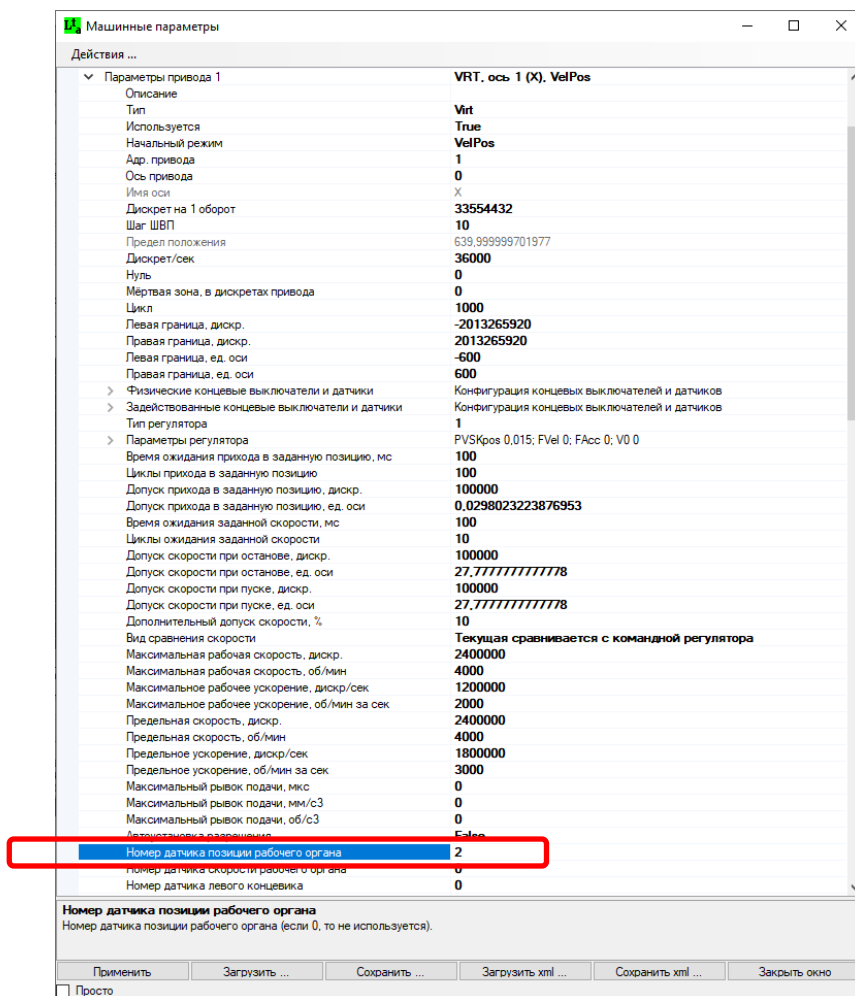 Машинные параметры
Действия ...
Параметры привода 1 VRT, ось 1 (X), VelPos
Описание
Тип Virt
Используется True
Начальный режим VelPos
Адр. привода 1
Ось привода 0
Имя оси X
Дискрет на 1 оборот 33554432
Шаг ШВП 10
Предел положения 639,999999701977
Дискрет/сек 36000
Нуль 0
Мёртвая зона, в дискретах привода 0
Цикл 1000
Левая граница, дискр. -2013265920
Правая граница, дискр. 2013265920
Левая граница, ед. оси -600
Правая граница, ед. оси 600
Физические концевые выключатели и датчики Конфигурация концевых выключателей и датчиков
Задействованные концевые выключатели и датчики Конфигурация концевых выключателей и датчиков
Тип регулятора 1
Параметры регулятора PVSKpos 0,015; FVel 0; FAcc 0; V0 0
Время ожидания прихода в заданную позицию, мс 100
Циклы прихода в заданную позицию 100
Допуск прихода в заданную позицию, дискр. 100000
Допуск прихода в заданную позицию, ед. оси 0,0298023223876953
Время ожидания заданной скорости, мс 100
Циклы ожидания заданной скорости 10
Допуск скорости при останове, дискр. 100000
Допуск скорости при останове, ед. оси 27,7777777777778
Допуск скорости при пуске, дискр. 100000
Допуск скорости при пуске, ед. оси 27,7777777777778
Дополнительный допуск скорости, % 10
Вид сравнения скорости Текущая сравнивается с командной регулятора
Максимальная рабочая скорость, дискр. 2400000
Максимальная рабочая скорость, об/мин 4000
Максимальное рабочее ускорение, дискр/сек 1200000
Максимальное рабочее ускорение, об/мин за сек 2000
Предельная скорость, дискр. 2400000
Предельная скорость, об/мин 4000
Предельное ускорение, дискр/сек 1800000
Предельное ускорение, об/мин за сек 3000
Максимальный рывок подачи, мкс 0
Максимальный рывок подачи, мм/с3 0
Максимальный рывок подачи, об/с3 0
Автоустановка разрешения False
Номер датчика позиции рабочего органа 2
Номер датчика скорости рабочего органа 0
Номер датчика левого концевика 0
Номер датчика позиции рабочего органа
Номер датчика позиции рабочего органа (если 0, то не используется).
Применить Загрузить ... Сохранить ... Загрузить xml ... Сохранить xml ... Закрыть окно
Просто